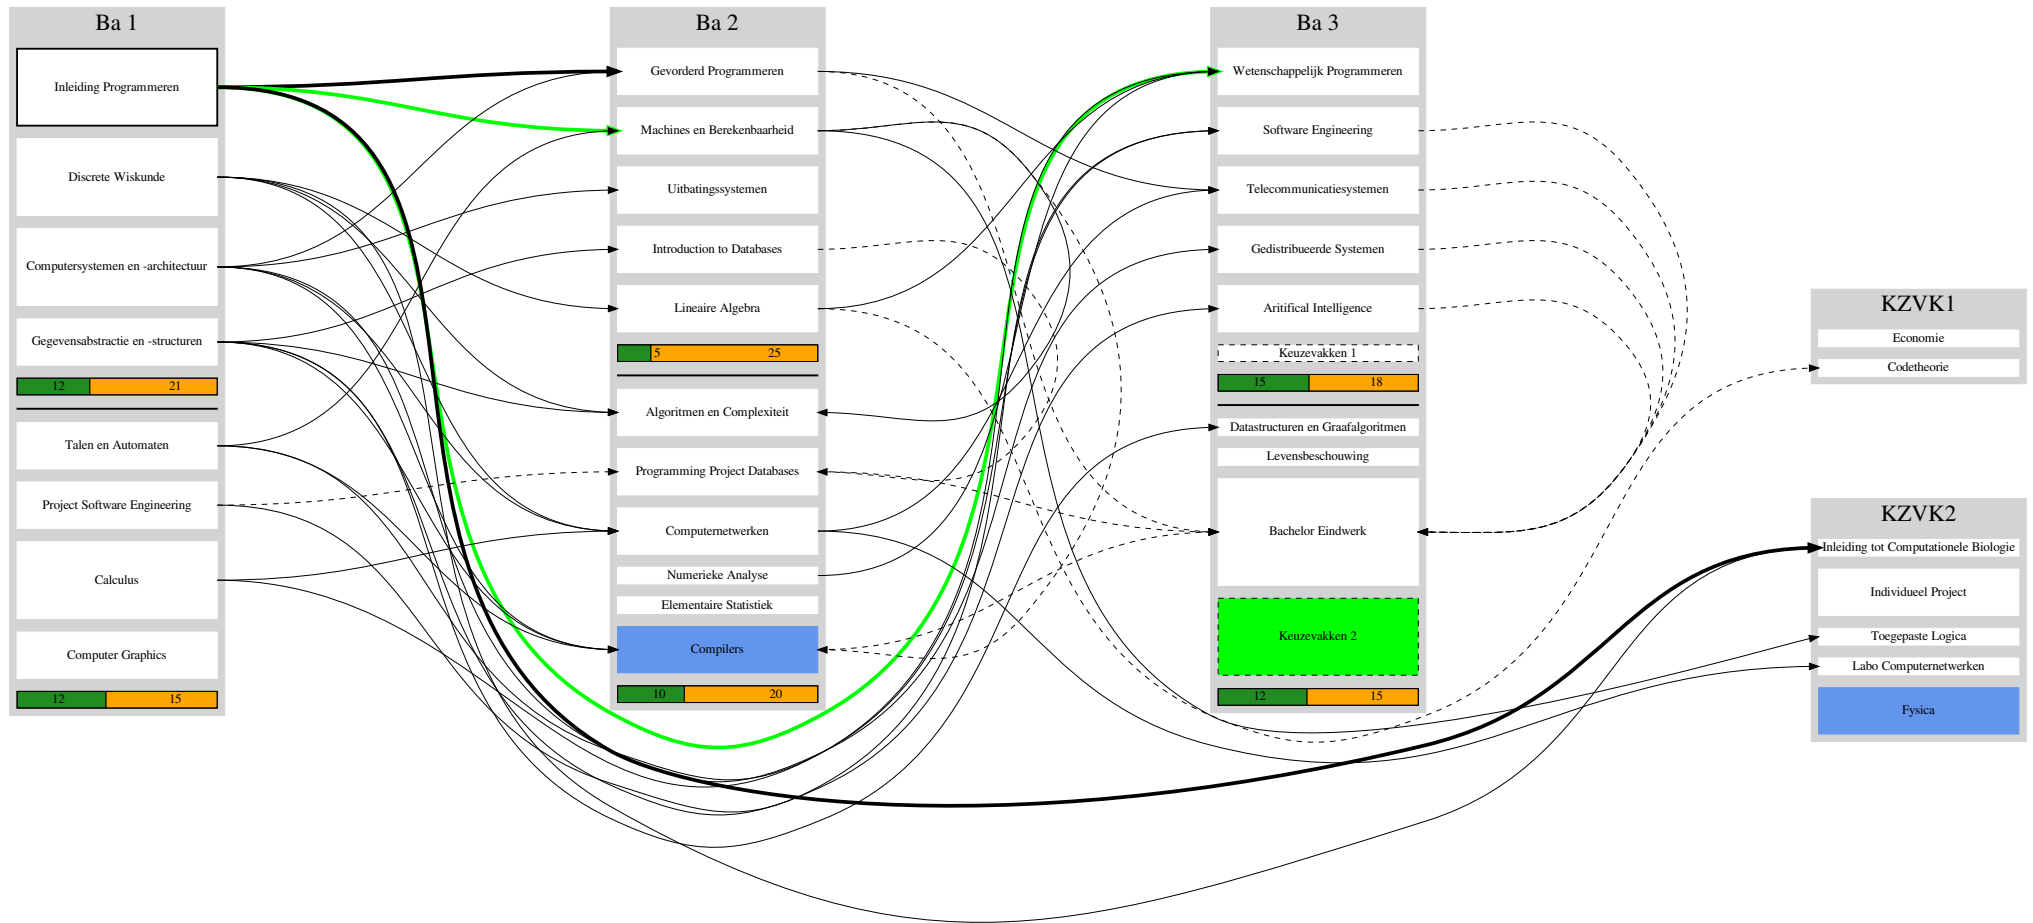 Ba 1
Inleiding Programmeren
Discrete Wiskunde
Computersystemen en -architectuur
Gegevensabstractie en -structuren
12 21
Talen en Automaten
Project Software Engineering
Calculus
Computer Graphics
12 15
Ba 2
Gevorderd Programmeren
Machines en Berekenbaarheid
Uitbatingssystemen
Introduction to Databases
Lineaire Algebra
5 25
Algoritmen en Complexiteit
Programming Project Databases
Computernetwerken
Numerieke Analyse
Elementaire Statistiek
Compilers
10 20
Ba 3
Wetenschappelijk Programmeren
Software Engineering
Telecommunicatiesystemen
Gedistribueerde Systemen
Aritifical Intelligence
Keuzevakken 1
15 18
Datastructuren en Graafalgoritmen
Levensbeschouwing
Bachelor Eindwerk
Keuzevakken 2
12 15
KZVK1
Economie
Codetheorie
KZVK2
Inleiding tot Computationele Biologie
Individueel Project
Toegepaste Logica
Labo Computernetwerken
Fysica